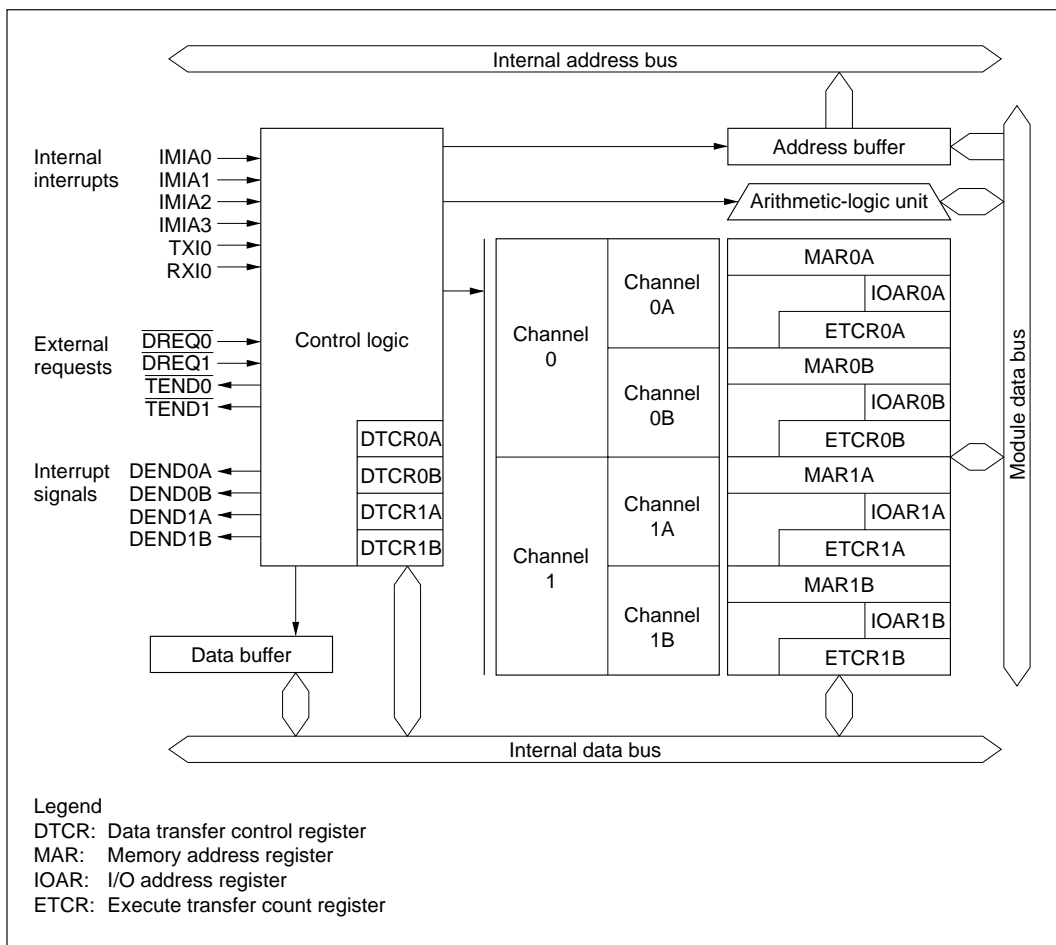 Internal address bus
Internal
interrupts
IMIA0
IMIA1
IMIA2
IMIA3
TXI0
RXI0
External
requests
DREQ0
DREQ1
TEND0
TEND1
Interrupt
signals
DEND0A
DEND0B
DEND1A
DEND1B
Control logic
DTCR0A
DTCR0B
DTCR1A
DTCR1B
Data buffer
Address buffer
Arithmetic-logic unit
Channel
0
Channel
0A
Channel
0B
Channel
1
Channel
1A
Channel
1B
MAR0A
IOAR0A
ETCR0A
MAR0B
IOAR0B
ETCR0B
MAR1A
IOAR1A
ETCR1A
MAR1B
IOAR1B
ETCR1B
Module data bus
Internal data bus
Legend
DTCR: Data transfer control register
MAR: Memory address register
IOAR: I/O address register
ETCR: Execute transfer count register